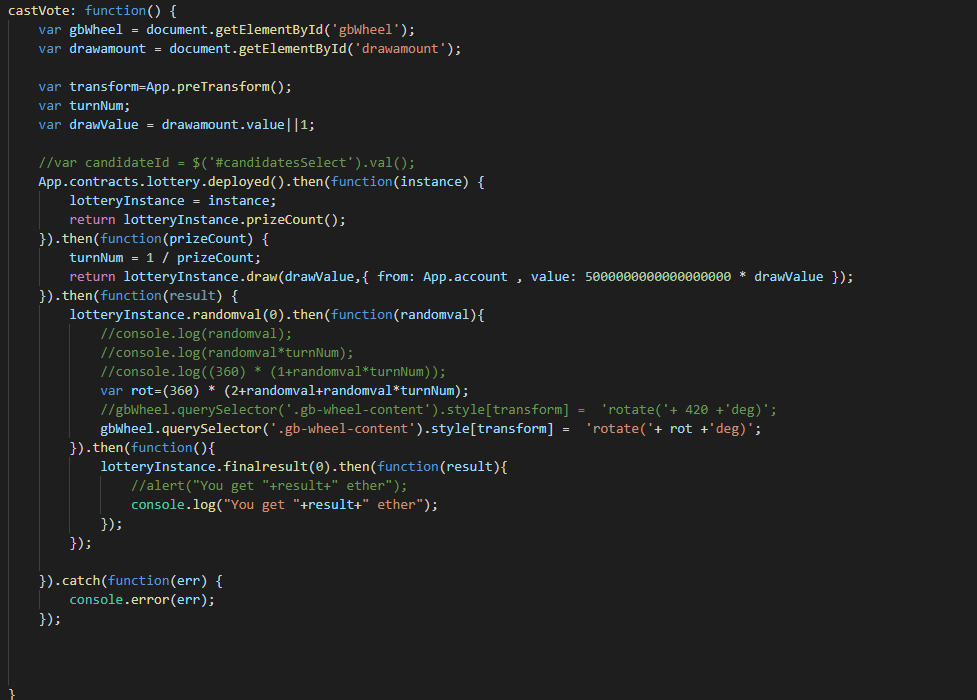 castVote: function() {
var gbWheel = document.getElementById('gbWheel');
var drawamount = document.getElementById('drawamount');
var transform=App.preTransform();
var turnNum;
var drawValue = drawamount.value||1;
//var candidateId = $('#candidatesSelect').val();
App.contracts.lottery.deployed().then(function(instance) {
lotteryInstance = instance;
return lotteryInstance.prizeCount();
}).then(function(prizeCount) {
turnNum = 1 / prizeCount;
return lotteryInstance.draw(drawValue,{ from: App.account , value: 5000000000000000000 * drawValue });
}).then(function(result) {
lotteryInstance.randomval(0).then(function(randomval){
//console.log(randomval);
//console.log(randomval*turnNum);
//console.log((360) * (1+randomval*turnNum));
var rot=(360) * (2+randomval+randomval*turnNum);
//gbWheel.querySelector('.gb-wheel-content').style[transform] =  'rotate('+ 420 +'deg)';
gbWheel.querySelector('.gb-wheel-content').style[transform] =  'rotate('+ rot +'deg)';
}).then(function(){
lotteryInstance.finalresult(0).then(function(result){
//alert("You get "+result+" ether");
console.log("You get "+result+" ether");
});
});
}).catch(function(err) {
console.error(err);
});
}